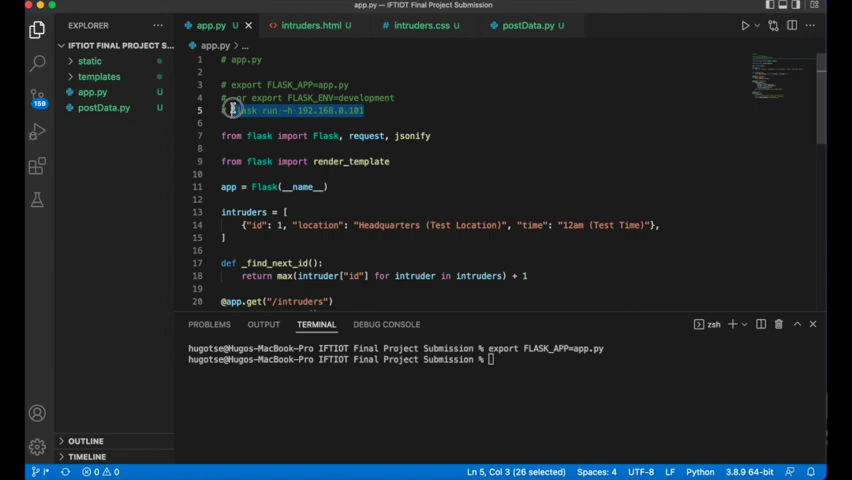 app.py — IFTIOT Final Project Submission
EXPLORER
IFTIOT FINAL PROJECT S...
static
templates
app.py U
postData.py U
OUTLINE
TIMELINE
159
app.py U
intruders.html U
# intruders.css U
postData.py U
app.py > ...
1 # app.py
2
3 # export FLASK_APP=app.py
4 # or export FLASK_ENV=development
5 # flask run -h 192.168.0.101
6
7 from flask import Flask, request, jsonify
8
9 from flask import render_template
10
11 app = Flask(__name__)
12
13 intruders = [
14 {"id": 1, "location": "Headquarters (Test Location)", "time": "12am (Test Time)"},
15 ]
16
17 def _find_next_id():
18 return max(intruder["id"] for intruder in intruders) + 1
19
20 @app.get("/intruders")
PROBLEMS OUTPUT TERMINAL DEBUG CONSOLE
zsh
hugotse@Hugos-MacBook-Pro IFTIOT Final Project Submission % export FLASK_APP=app.py
hugotse@Hugos-MacBook-Pro IFTIOT Final Project Submission %
0 0
Ln 5, Col 3 (26 selected) Spaces: 4 UTF-8 LF Python 3.8.9 64-bit